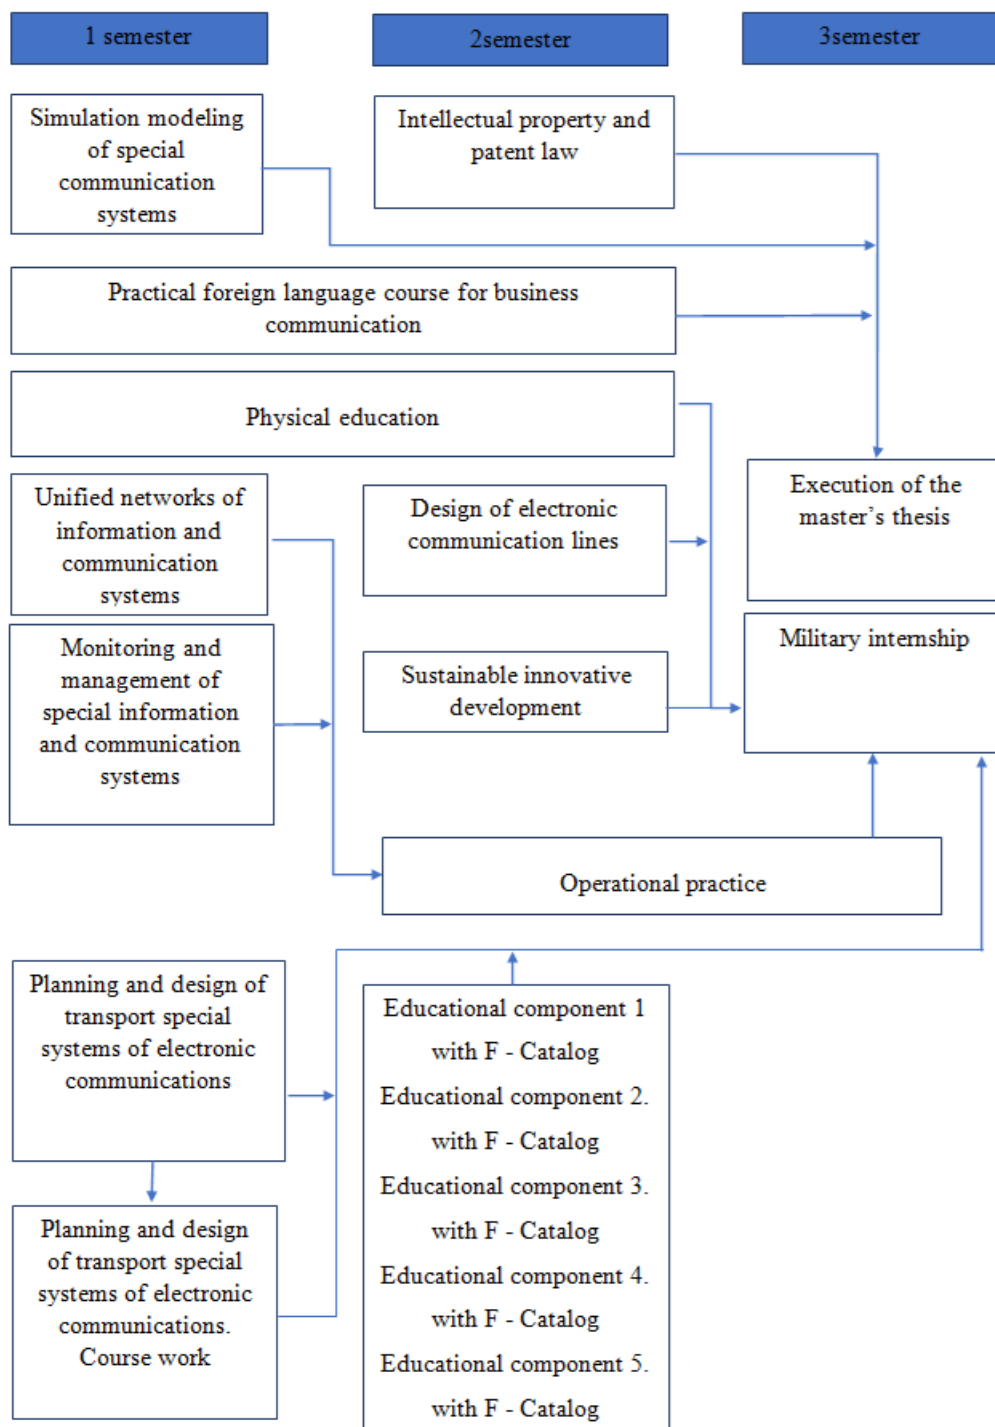 1 semester
2semester
3semester
Simulation modeling
of special
communication
systems
Intellectual property and
patent law
Practical foreign language course for business
communication
Physical education
Unified networks of
information and
communication
systems
Design of electronic
communication lines
Execution of the
master’s thesis
Monitoring and
management of
special information
and communication
systems
Sustainable innovative
development
Military internship
Operational practice
Planning and design of
transport special
systems of electronic
communications
Planning and design
of transport special
systems of electronic
communications.
Course work
Educational component 1
with F - Catalog
Educational component 2.
with F - Catalog
Educational component 3.
with F - Catalog
Educational component 4.
with F - Catalog
Educational component 5.
with F - Catalog